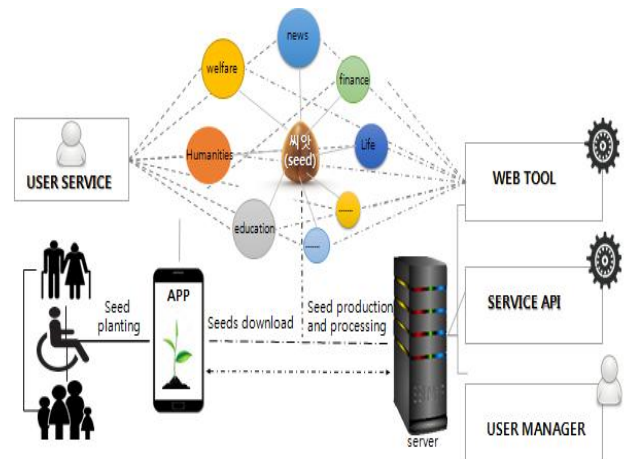 news
welfare
finance
씨앗
(seed)
Humanities
Life
USER SERVICE
WEB TOOL
education
APP
Seed
planting
Seeds download
Seed production
and processing
SERVICE API
server
USER MANAGER